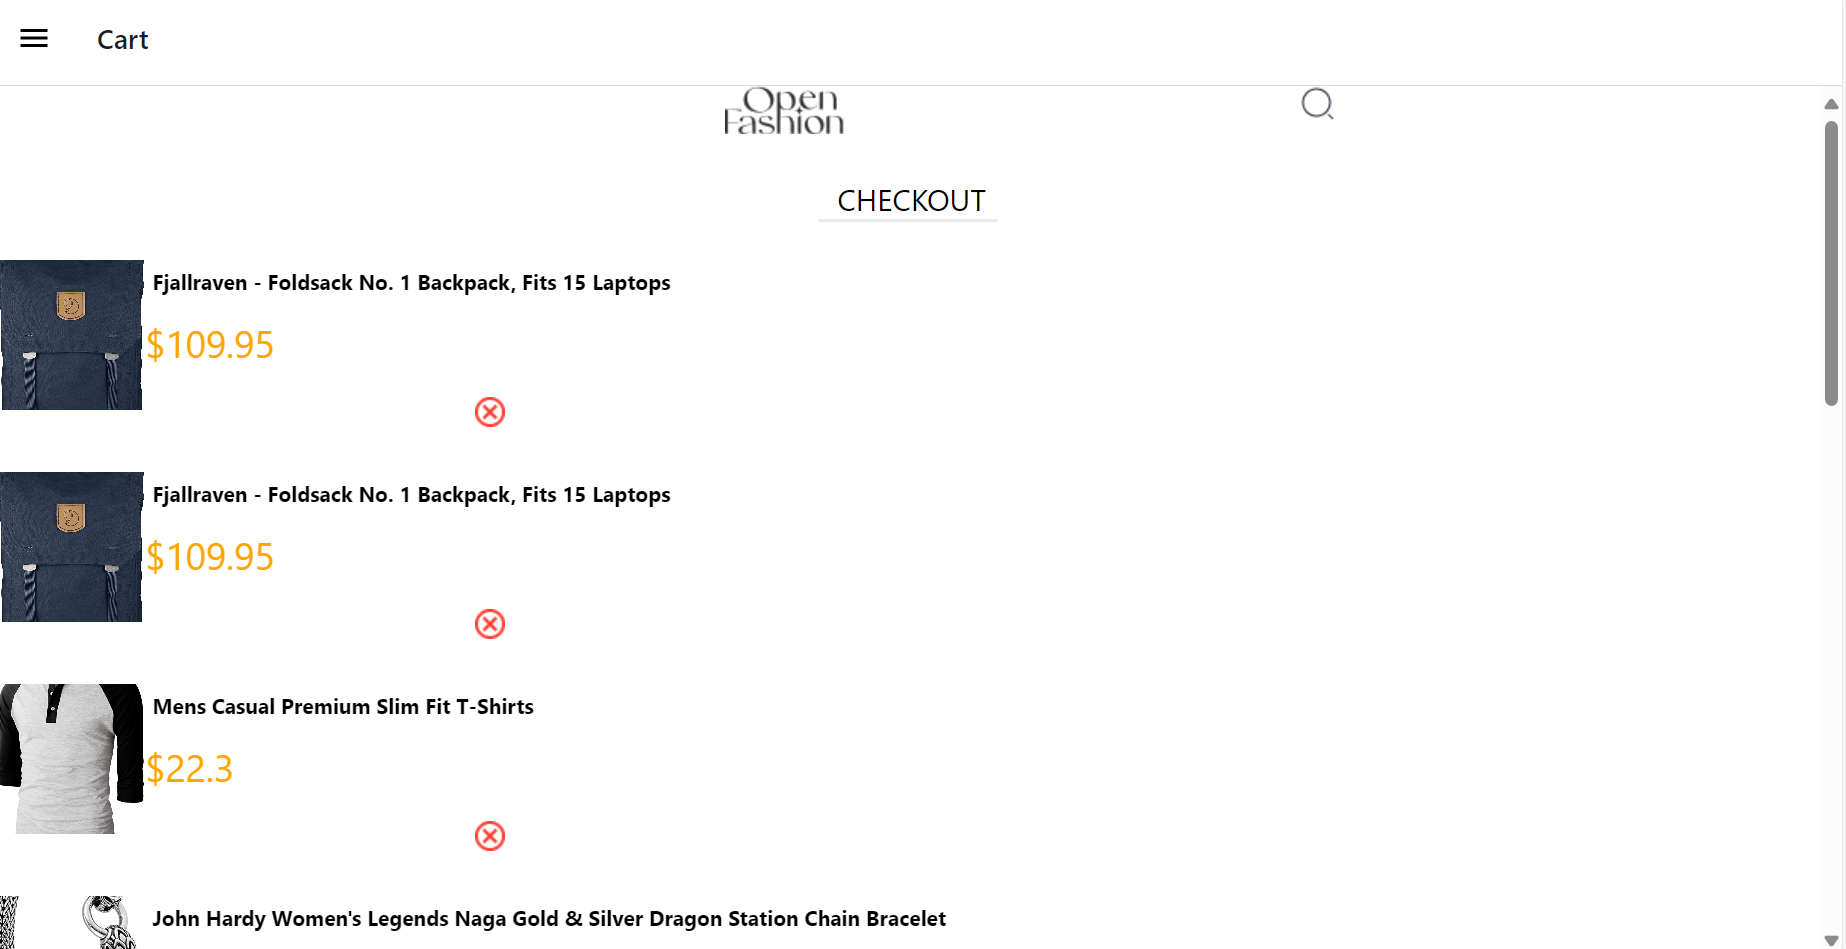 Cart
Open
Fashion
CHECKOUT
Fjallraven - Foldsack No. 1 Backpack, Fits 15 Laptops
$109.95
Fjallraven - Foldsack No. 1 Backpack, Fits 15 Laptops
$109.95
Mens Casual Premium Slim Fit T-Shirts
$22.3
John Hardy Women's Legends Naga Gold & Silver Dragon Station Chain Bracelet